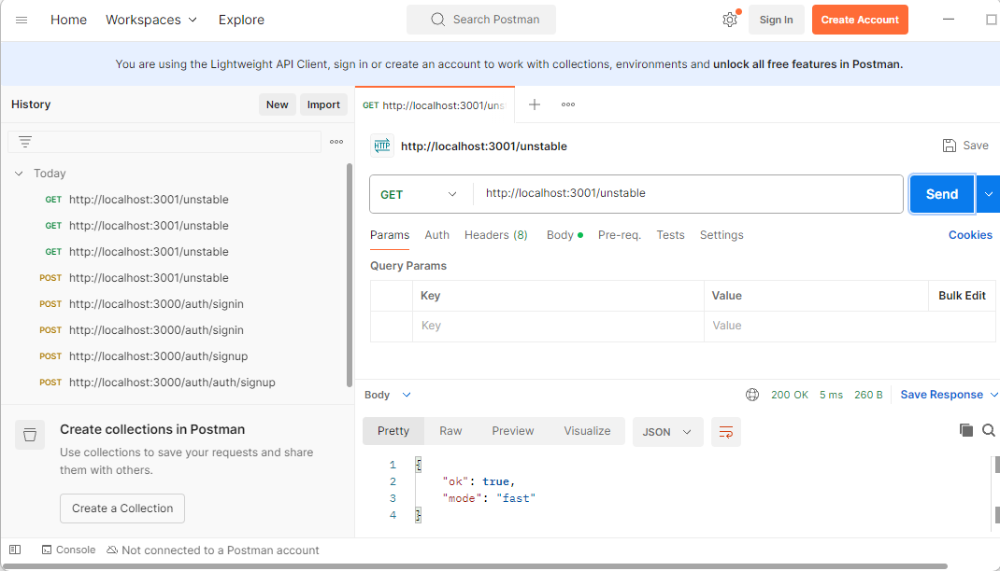 Home Workspaces Explore Search Postman Sign In Create Account
You are using the Lightweight API Client, sign in or create an account to work with collections, environments and unlock all free features in Postman.
History New Import
Today
GET http://localhost:3001/unstable
GET http://localhost:3001/unstable
GET http://localhost:3001/unstable
POST http://localhost:3001/unstable
POST http://localhost:3000/auth/signin
POST http://localhost:3000/auth/signin
POST http://localhost:3000/auth/signup
POST http://localhost:3000/auth/auth/signup
Create collections in Postman
Use collections to save your requests and share
them with others.
Create a Collection
GET http://localhost:3001/uns
HTTP http://localhost:3001/unstable Save
GET http://localhost:3001/unstable Send
Params Auth Headers (8) Body Pre-req. Tests Settings Cookies
Query Params
Key Value Bulk Edit
Key Value
Body 200 OK 5 ms 260 B Save Response
Pretty Raw Preview Visualize JSON
1 {
2 "ok": true,
3 "mode": "fast"
4 }
Console Not connected to a Postman account